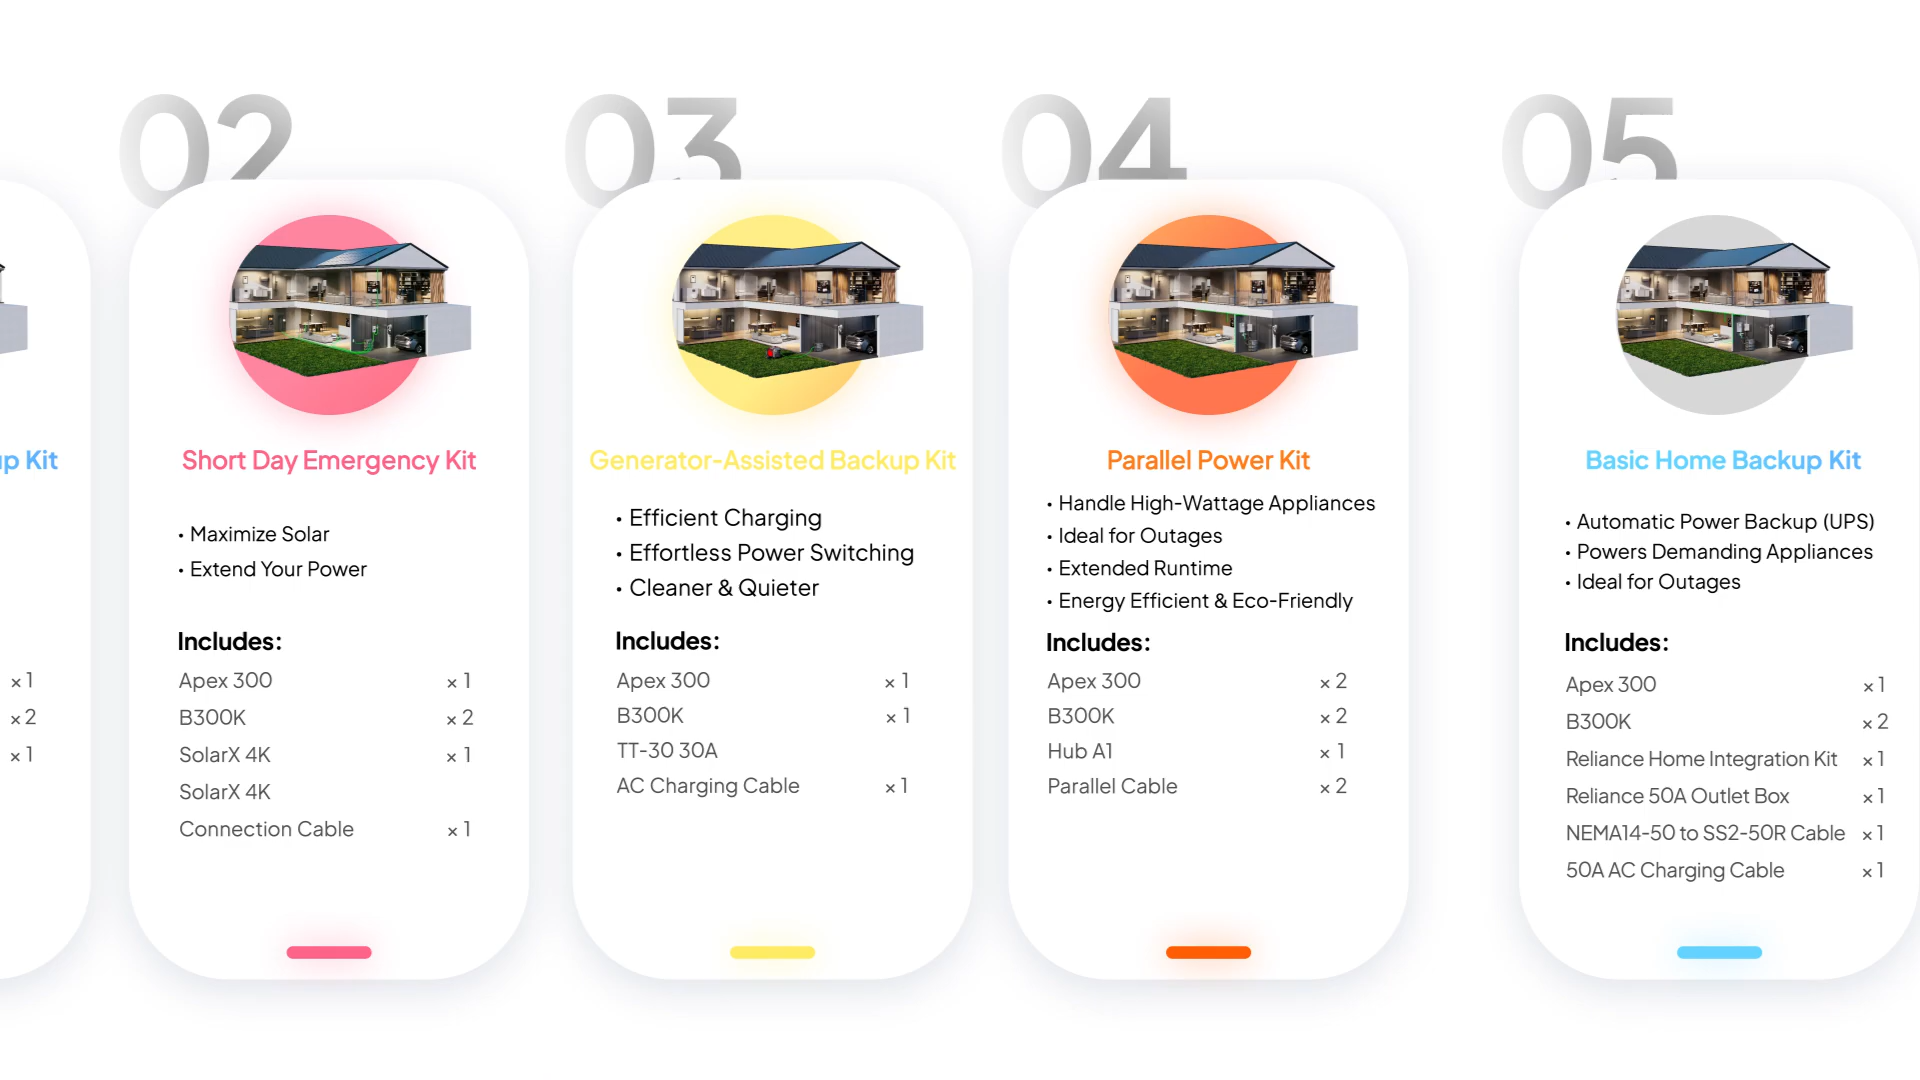 up Kit
× 1
× 2
× 1
02
Short Day Emergency Kit
• Maximize Solar
• Extend Your Power
Includes:
Apex 300 × 1
B300K × 2
SolarX 4K × 1
SolarX 4K
Connection Cable × 1
03
Generator-Assisted Backup Kit
• Efficient Charging
• Effortless Power Switching
• Cleaner & Quieter
Includes:
Apex 300 × 1
B300K × 1
TT-30 30A
AC Charging Cable × 1
04
Parallel Power Kit
• Handle High-Wattage Appliances
• Ideal for Outages
• Extended Runtime
• Energy Efficient & Eco-Friendly
Includes:
Apex 300 × 2
B300K × 2
Hub A1 × 1
Parallel Cable × 2
05
Basic Home Backup Kit
• Automatic Power Backup (UPS)
• Powers Demanding Appliances
• Ideal for Outages
Includes:
Apex 300 × 1
B300K × 2
Reliance Home Integration Kit × 1
Reliance 50A Outlet Box × 1
NEMA14-50 to SS2-50R Cable × 1
50A AC Charging Cable × 1